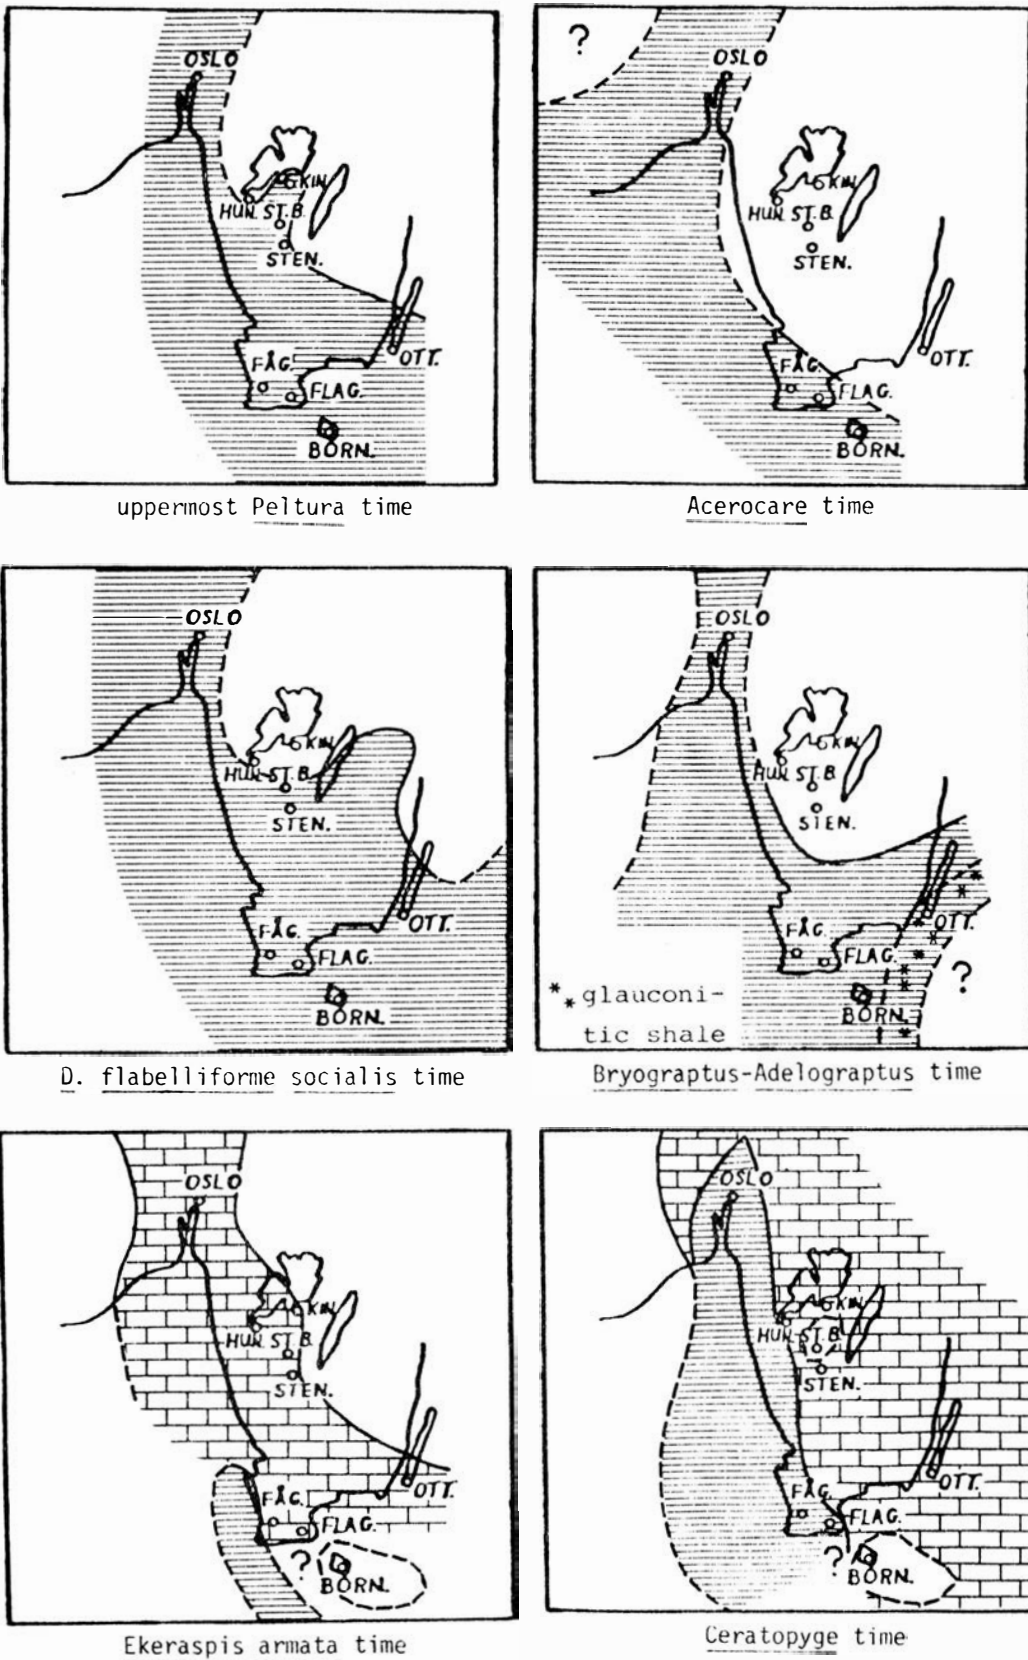 OSLO
KIN.
HUN. ST.B.
STEN.
OTT.
FÅG.
FLAG.
BORN.
uppermost Peltura time
?
OSLO
KIN.
HUN. ST.B.
STEN.
OTT.
FÅG.
FLAG.
BORN.
Acerocare time
OSLO
KIN.
HUN. ST.B.
STEN.
OTT.
FÅG.
FLAG.
BORN.
D. flabelliforme socialis time
OSLO
KIN.
HUN. ST.B.
STEN.
OTT.
FÅG.
FLAG.
?
** glauconi-
tic shale
BORN.
Bryograptus-Adelograptus time
OSLO
KIN.
HUN. ST.B.
STEN.
OTT.
FÅG.
FLAG.
?
BORN.
Ekeraspis armata time
OSLO
KIN.
HUN. ST.B.
STEN.
OTT.
FÅG.
FLAG.
?
BORN.
Ceratopyge time